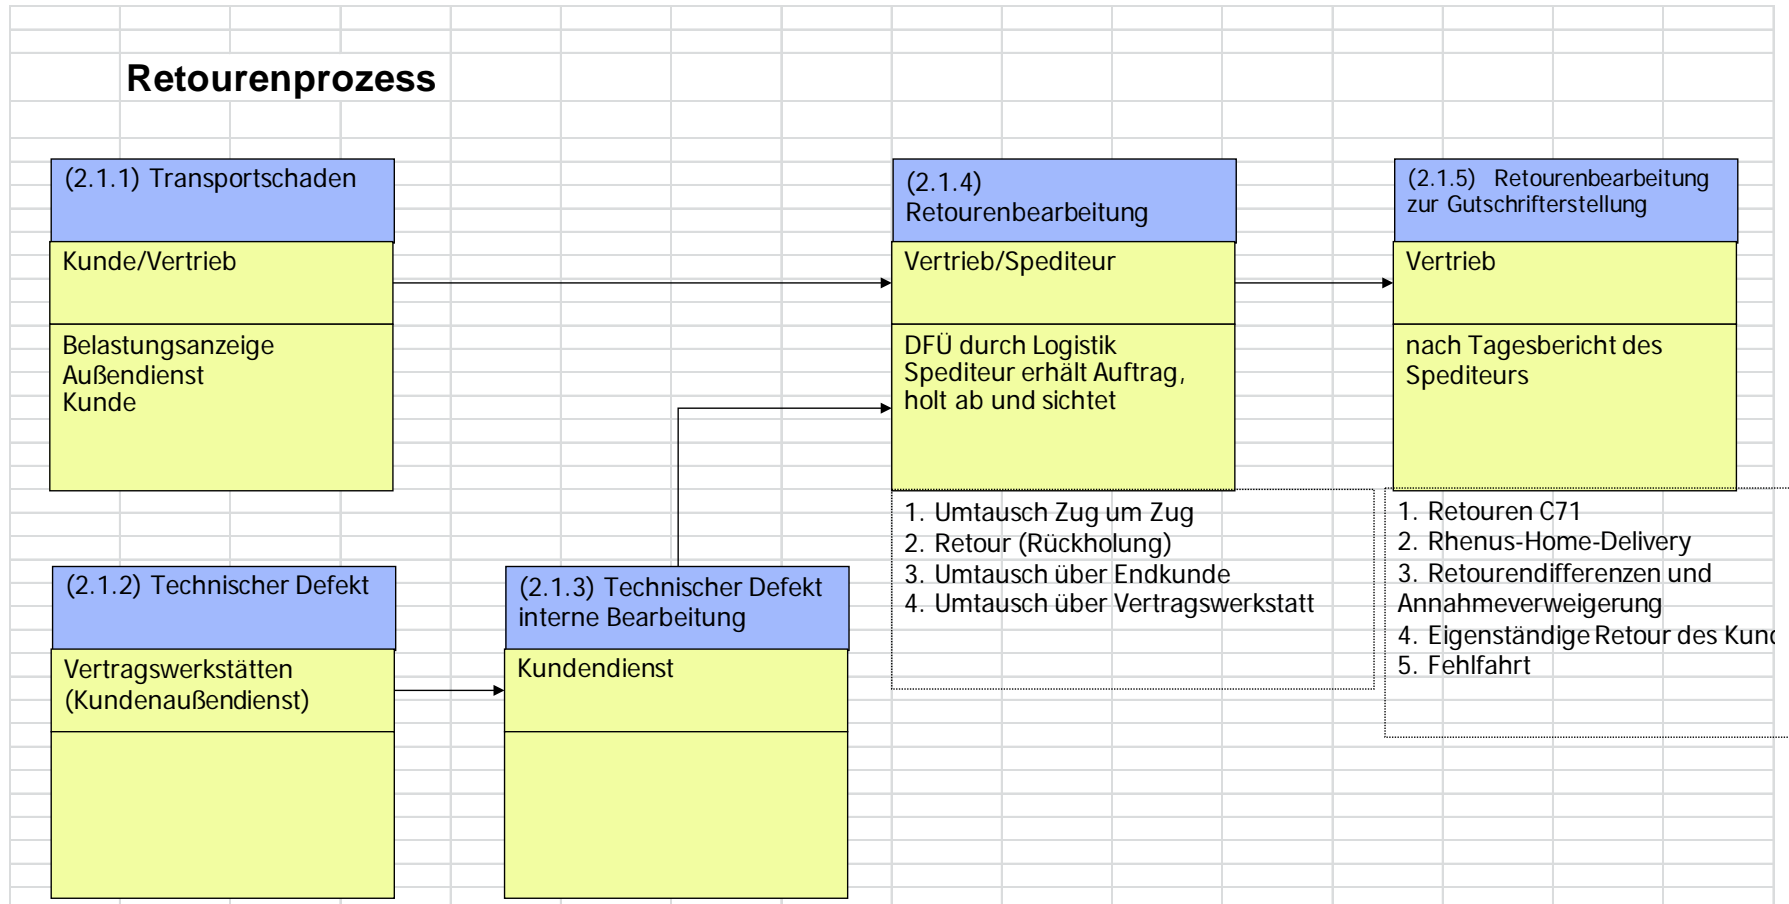 Retourenprozess
(2.1.1) Transportschaden
Kunde/Vertrieb
Belastungsanzeige
Außendienst
Kunde
(2.1.4)
Retourenbearbeitung
Vertrieb/Spediteur
DFÜ durch Logistik
Spediteur erhält Auftrag,
holt ab und sichtet
1. Umtausch Zug um Zug
2. Retour (Rückholung)
3. Umtausch über Endkunde
4. Umtausch über Vertragswerkstatt
(2.1.5) Retourenbearbeitung
zur Gutschrifterstellung
Vertrieb
nach Tagesbericht des
Spediteurs
1. Retouren C71
2. Rhenus-Home-Delivery
3. Retourendifferenzen und
Annahmeverweigerung
4. Eigenständige Retour des
5. Fehlfahrt
(2.1.2) Technischer Defekt
Vertragswerkstätten
(Kundenaußendienst)
(2.1.3) Technischer Defekt
interne Bearbeitung
Kundendienst